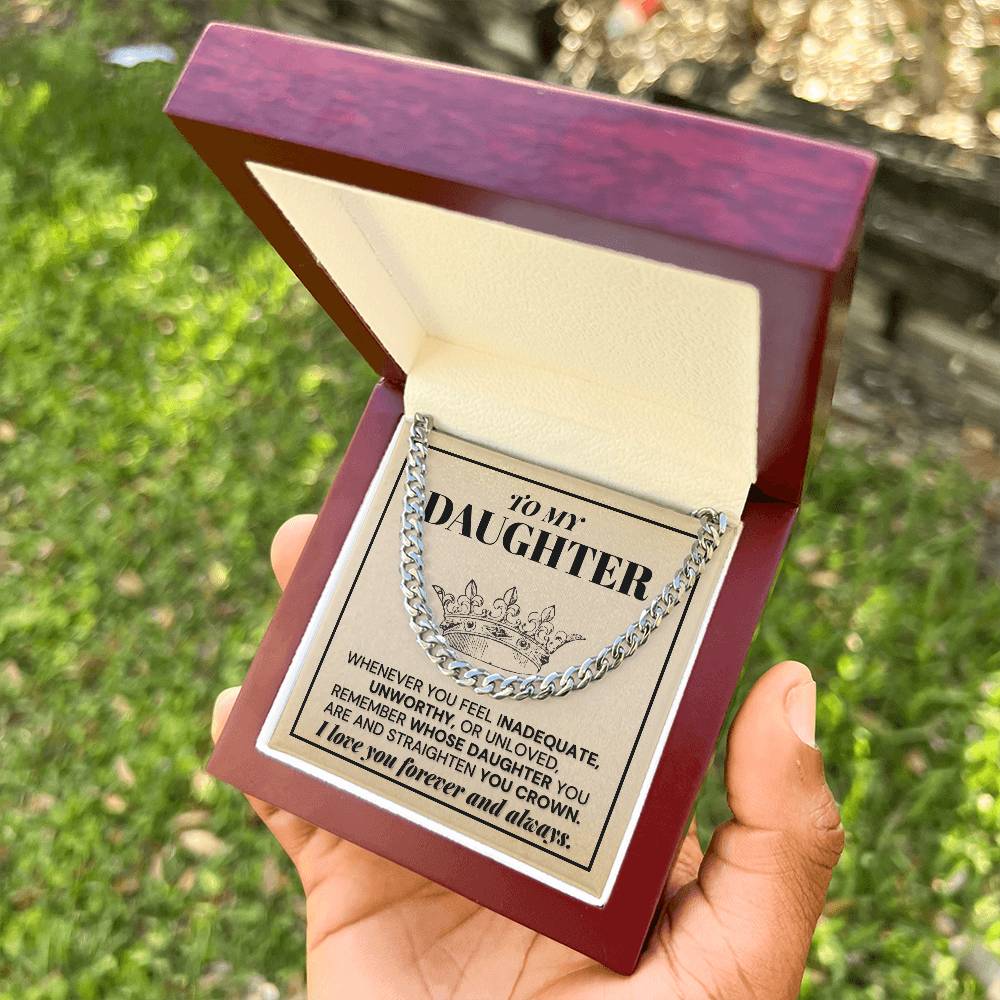 TO MY
DAUGHTER
WHENEVER YOU FEEL INADEQUATE,
UNWORTHY, OR UNLOVED,
REMEMBER WHOSE DAUGHTER YOU
ARE AND STRAIGHTEN YOU CROWN.
I love you forever and always.